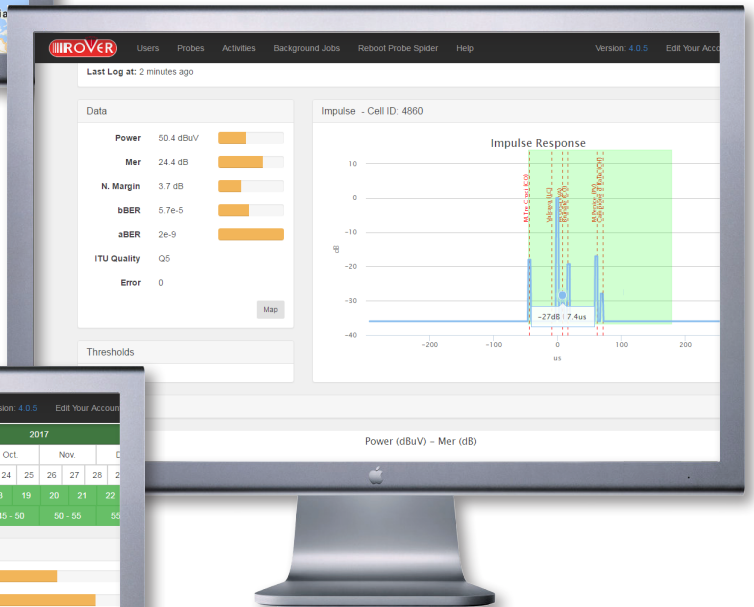 ROVER Users Probes Activities Background Jobs Reboot Probe Spider Help Version: 4.0.5 Edit Your Acco
Last Log at: 2 minutes ago
Data
Power 50.4 dBuV
Mer 24.4 dB
N. Margin 3.7 dB
bBER 5.7e-5
aBER 2e-9
ITU Quality Q5
Error 0
Map
Thresholds
Impulse - Cell ID: 4860
Impulse Response
10
0
-10
-20
-30
-40
dB
-27dB : 7.4us
-200 -100 0 100 200
us
Power (dBuV) – Mer (dB)
sion: 4.0.5 Edit Your Accoun
2017
Oct. Nov.
24 25 26 27 28
19 20 21 22
45 - 50 50 - 55 55